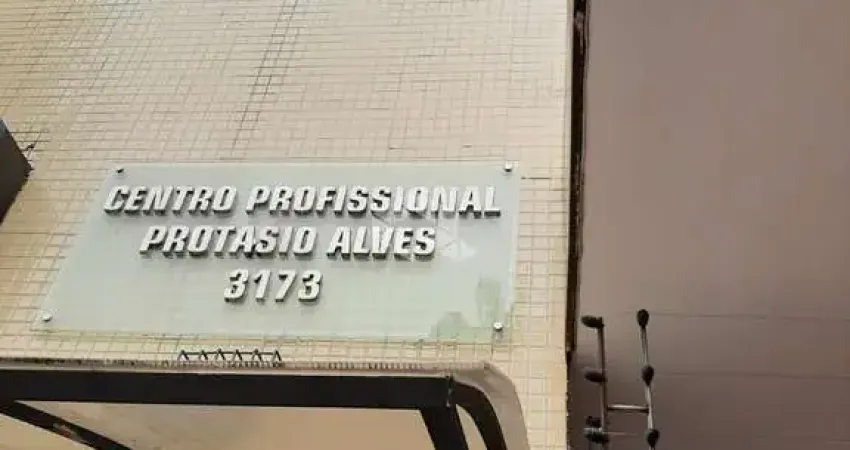 CENTRO PROFISSIONAL
PROTASIO ALVES
3173